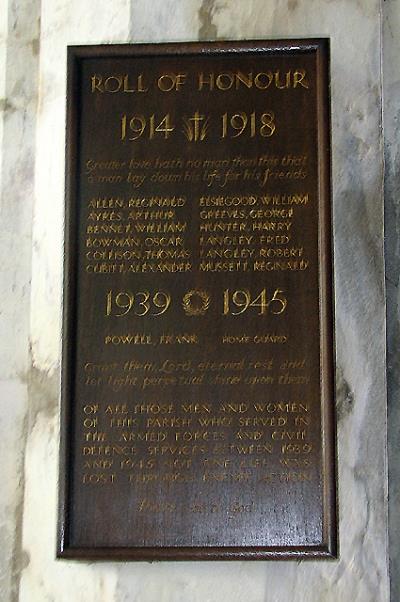 ROLL OF HONOUR
1914 1918
Greater love hath no man than this that
a man lay down his life for his friends
ALLEN, REGINALD ELSIEGOOD, WILLIAM
AYRES, ARTHUR GREEVES, GEORGE
BENNET, WILLIAM HUNTER, HARRY
BOWMAN, OSCAR LANGLEY, FRED
COLLISON, THOMAS LANGLEY, ROBERT
CUBITT, ALEXANDER MUSSETT, REGINALD
1939 1945
POWELL, FRANK HOME GUARD
Grant them, Lord, eternal rest and
let light perpetual shine upon them
OF ALL THOSE MEN AND WOMEN
OF THIS PARISH WHO SERVED IN
THE ARMED FORCES AND CIVIL
DEFENCE SERVICES BETWEEN 1939
AND 1945 NOT ONE LIFE WAS
LOST THROUGH ENEMY ACTION
God